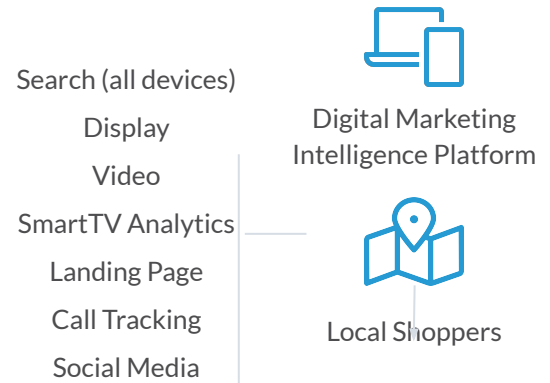 Search (all devices)
Display
Video
SmartTV Analytics
Landing Page
Call Tracking
Social Media
Digital Marketing
Intelligence Platform
Local Shoppers